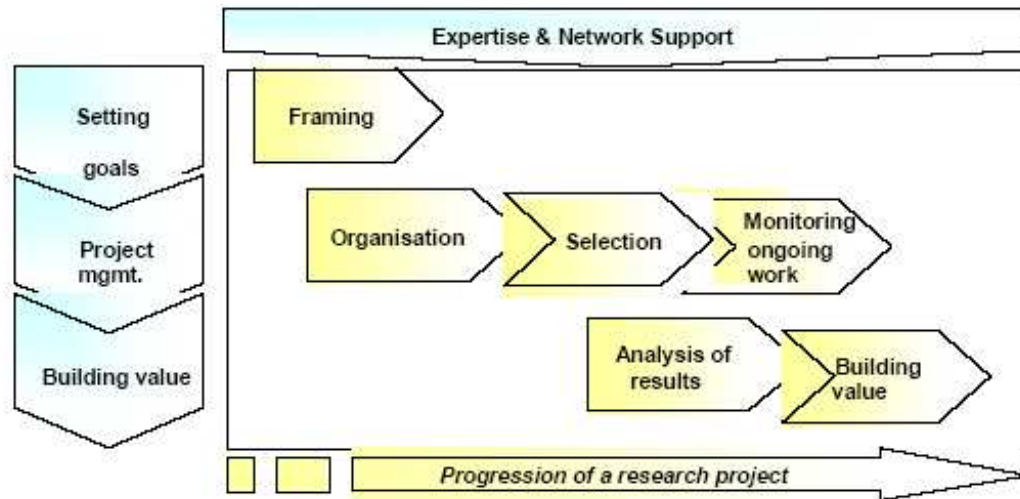 Expertise & Network Support
Setting
goals
Project
mgmt.
Building value
Framing
Organisation
Selection
Monitoring
ongoing
work
Analysis of
results
Building
value
Progression of a research project